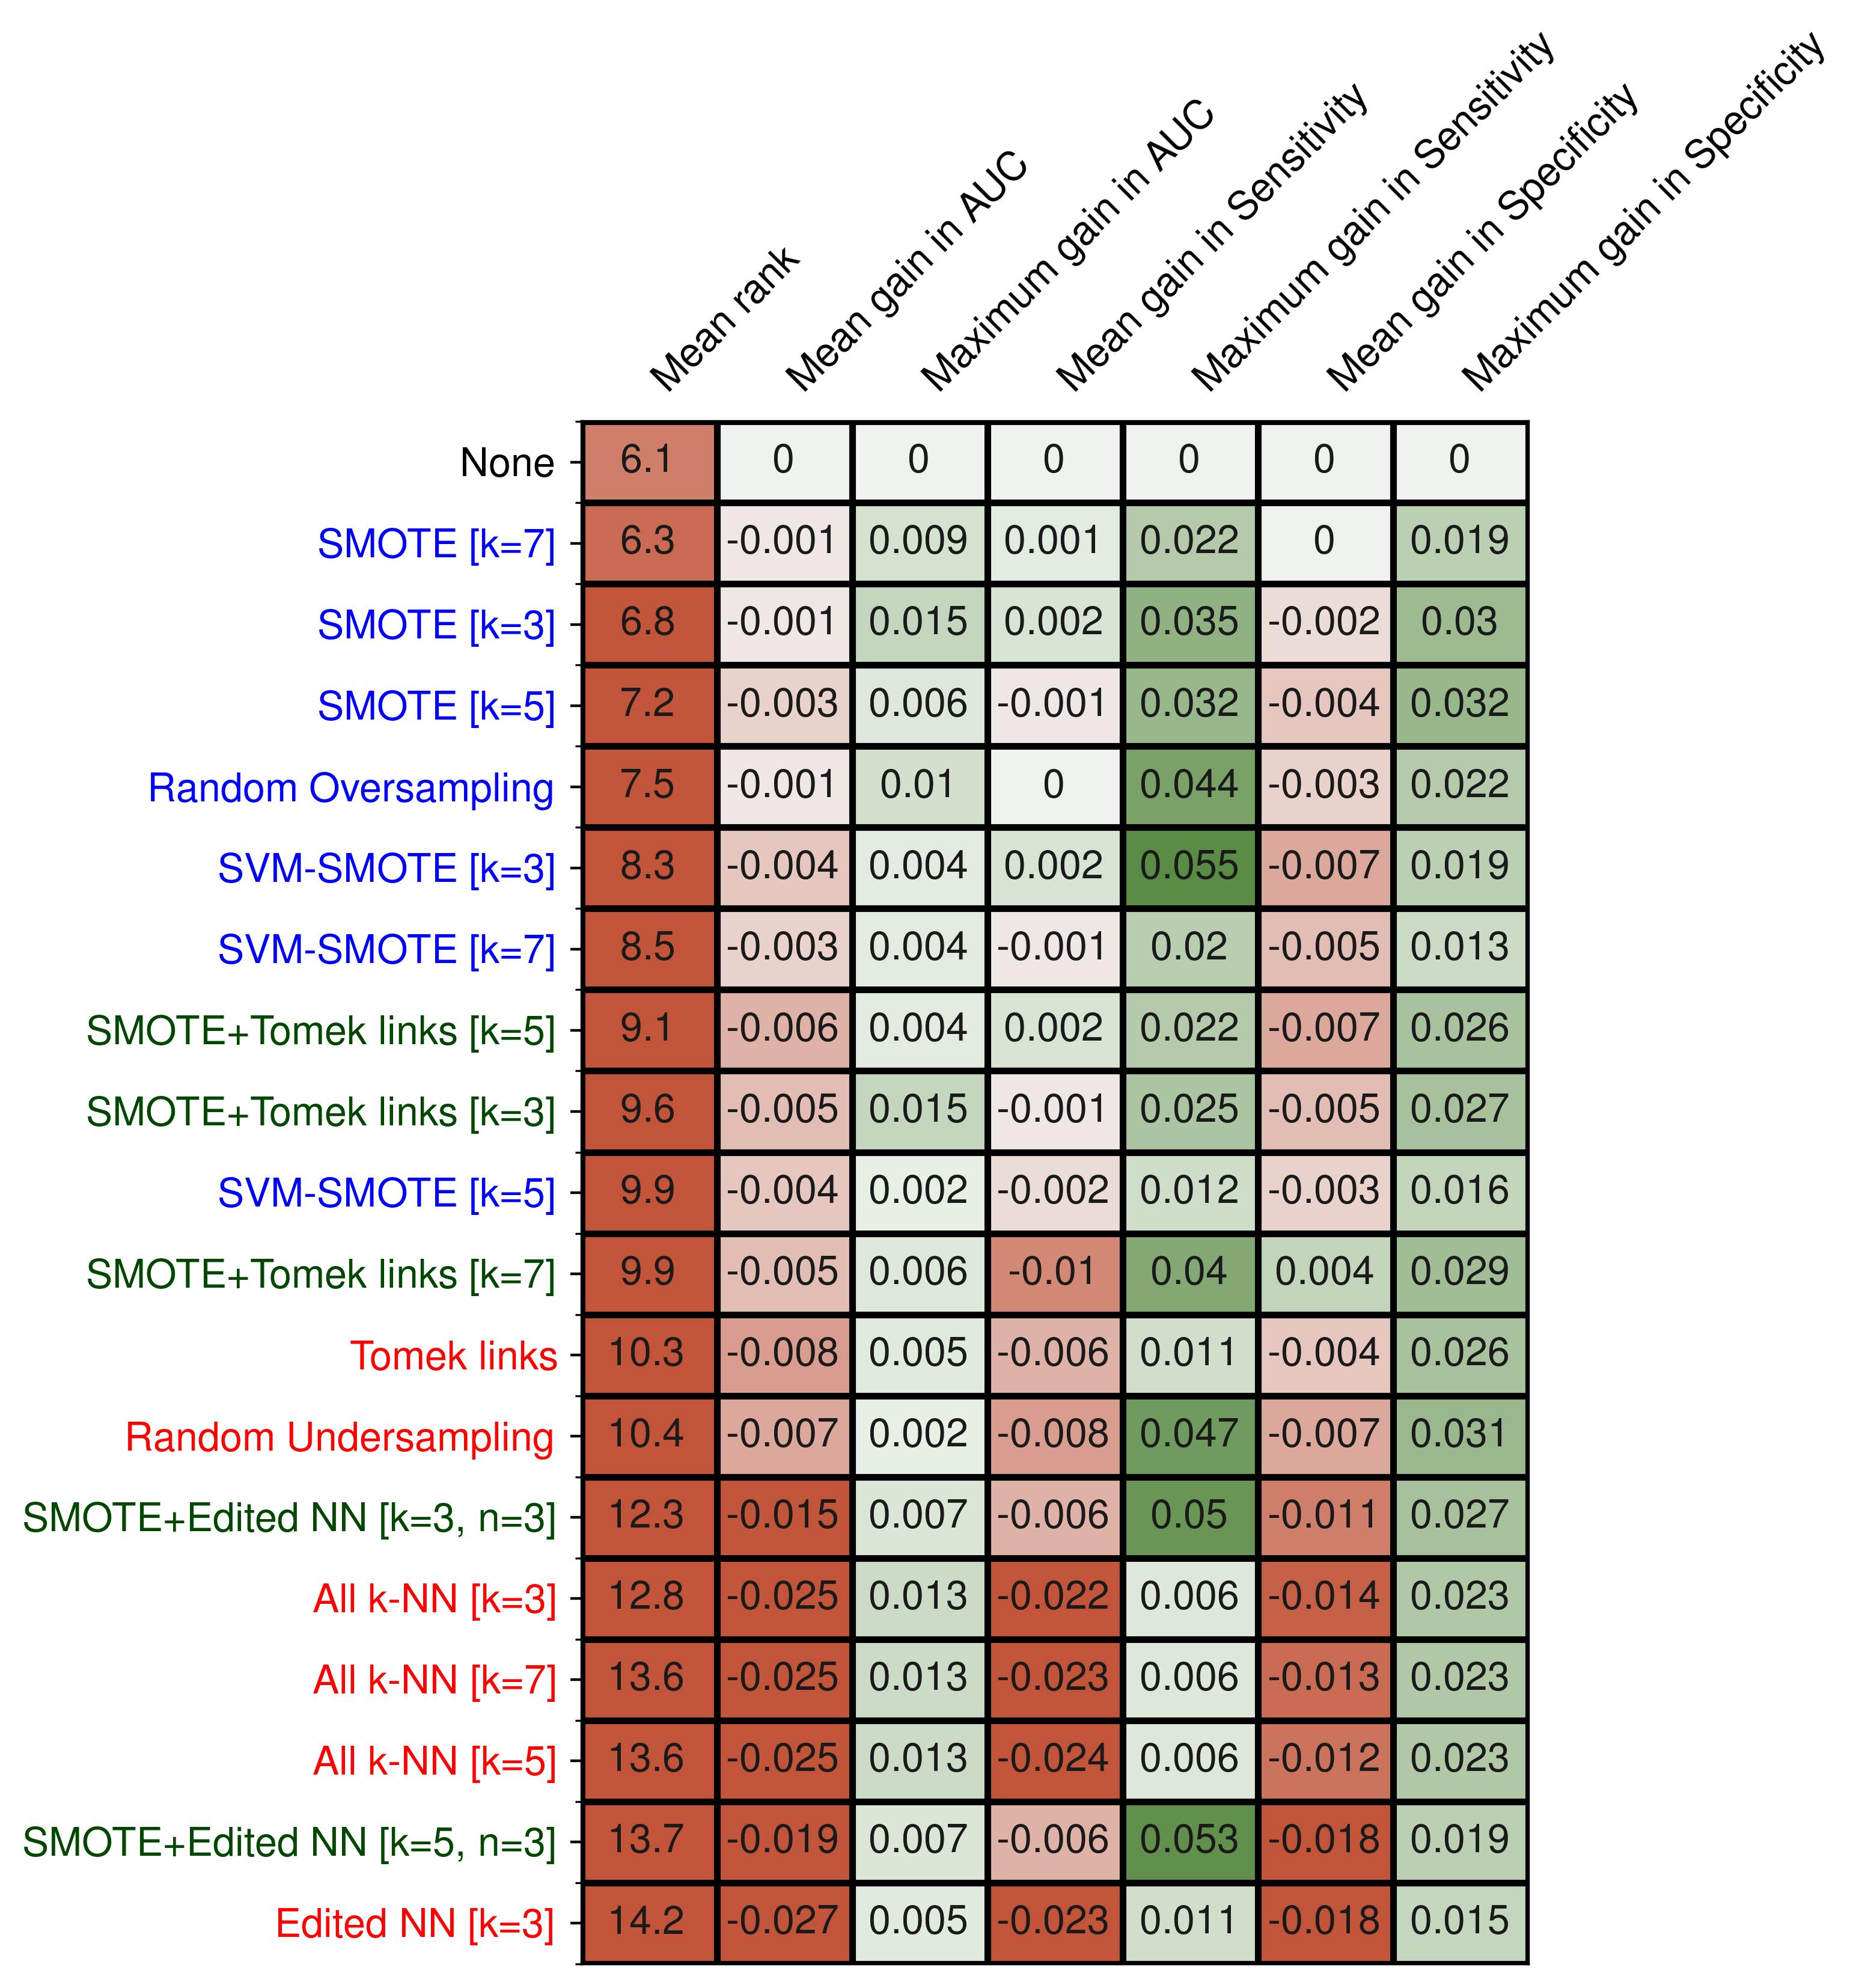 Mean rank
Mean gain in AUC
Maximum gain in AUC
Mean gain in Sensitivity
Maximum gain in Sensitivity
Mean gain in Specificity
Maximum gain in Specificity
None 6.1 0 0 0 0 0 0
SMOTE [k=7] 6.3 -0.001 0.009 0.001 0.022 0 0.019
SMOTE [k=3] 6.8 -0.001 0.015 0.002 0.035 -0.002 0.03
SMOTE [k=5] 7.2 -0.003 0.006 -0.001 0.032 -0.004 0.032
Random Oversampling 7.5 -0.001 0.01 0 0.044 -0.003 0.022
SVM-SMOTE [k=3] 8.3 -0.004 0.004 0.002 0.055 -0.007 0.019
SVM-SMOTE [k=7] 8.5 -0.003 0.004 -0.001 0.02 -0.005 0.013
SMOTE+Tomek links [k=5] 9.1 -0.006 0.004 0.002 0.022 -0.007 0.026
SMOTE+Tomek links [k=3] 9.6 -0.005 0.015 -0.001 0.025 -0.005 0.027
SVM-SMOTE [k=5] 9.9 -0.004 0.002 -0.002 0.012 -0.003 0.016
SMOTE+Tomek links [k=7] 9.9 -0.005 0.006 -0.01 0.04 0.004 0.029
Tomek links 10.3 -0.008 0.005 -0.006 0.011 -0.004 0.026
Random Undersampling 10.4 -0.007 0.002 -0.008 0.047 -0.007 0.031
SMOTE+Edited NN [k=3, n=3] 12.3 -0.015 0.007 -0.006 0.05 -0.011 0.027
All k-NN [k=3] 12.8 -0.025 0.013 -0.022 0.006 -0.014 0.023
All k-NN [k=7] 13.6 -0.025 0.013 -0.023 0.006 -0.013 0.023
All k-NN [k=5] 13.6 -0.025 0.013 -0.024 0.006 -0.012 0.023
SMOTE+Edited NN [k=5, n=3] 13.7 -0.019 0.007 -0.006 0.053 -0.018 0.019
Edited NN [k=3] 14.2 -0.027 0.005 -0.023 0.011 -0.018 0.015